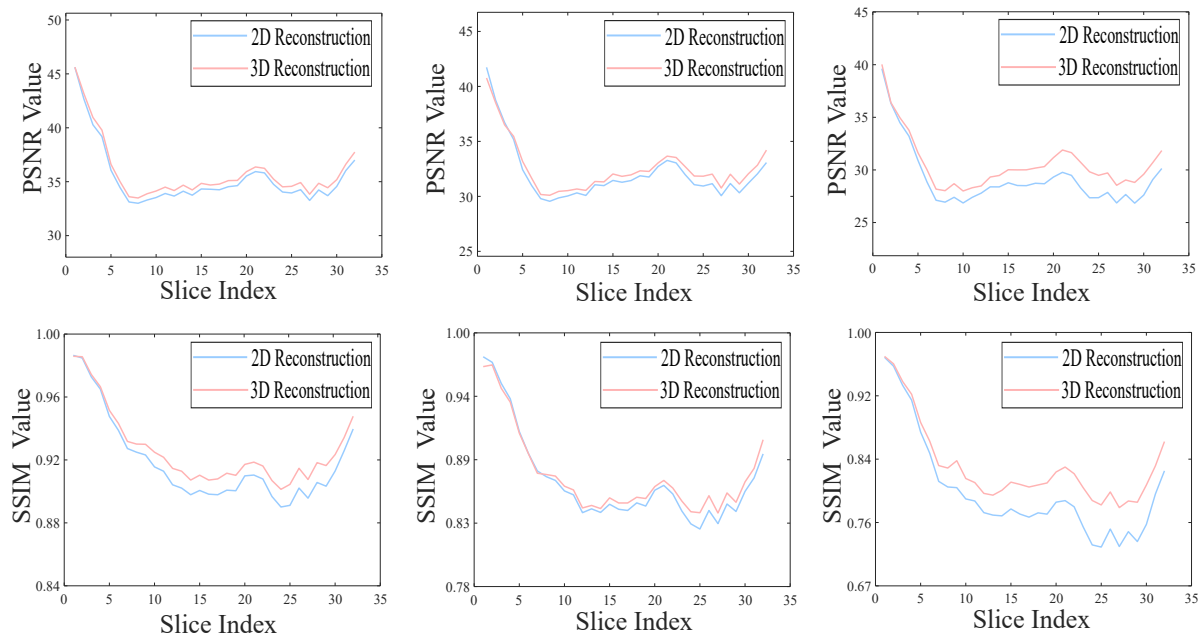 50
45
40
35
30
PSNR Value
2D Reconstruction
3D Reconstruction
0 5 10 15 20 25 30 35
Slice Index
45
40
35
30
25
PSNR Value
2D Reconstruction
3D Reconstruction
0 5 10 15 20 25 30 35
Slice Index
45
40
35
30
25
PSNR Value
2D Reconstruction
3D Reconstruction
0 5 10 15 20 25 30 35
Slice Index
1.00
0.96
0.92
0.88
0.84
SSIM Value
2D Reconstruction
3D Reconstruction
0 5 10 15 20 25 30 35
Slice Index
1.00
0.94
0.89
0.83
0.78
SSIM Value
2D Reconstruction
3D Reconstruction
0 5 10 15 20 25 30 35
Slice Index
1.00
0.92
0.84
0.76
0.67
SSIM Value
2D Reconstruction
3D Reconstruction
0 5 10 15 20 25 30 35
Slice Index